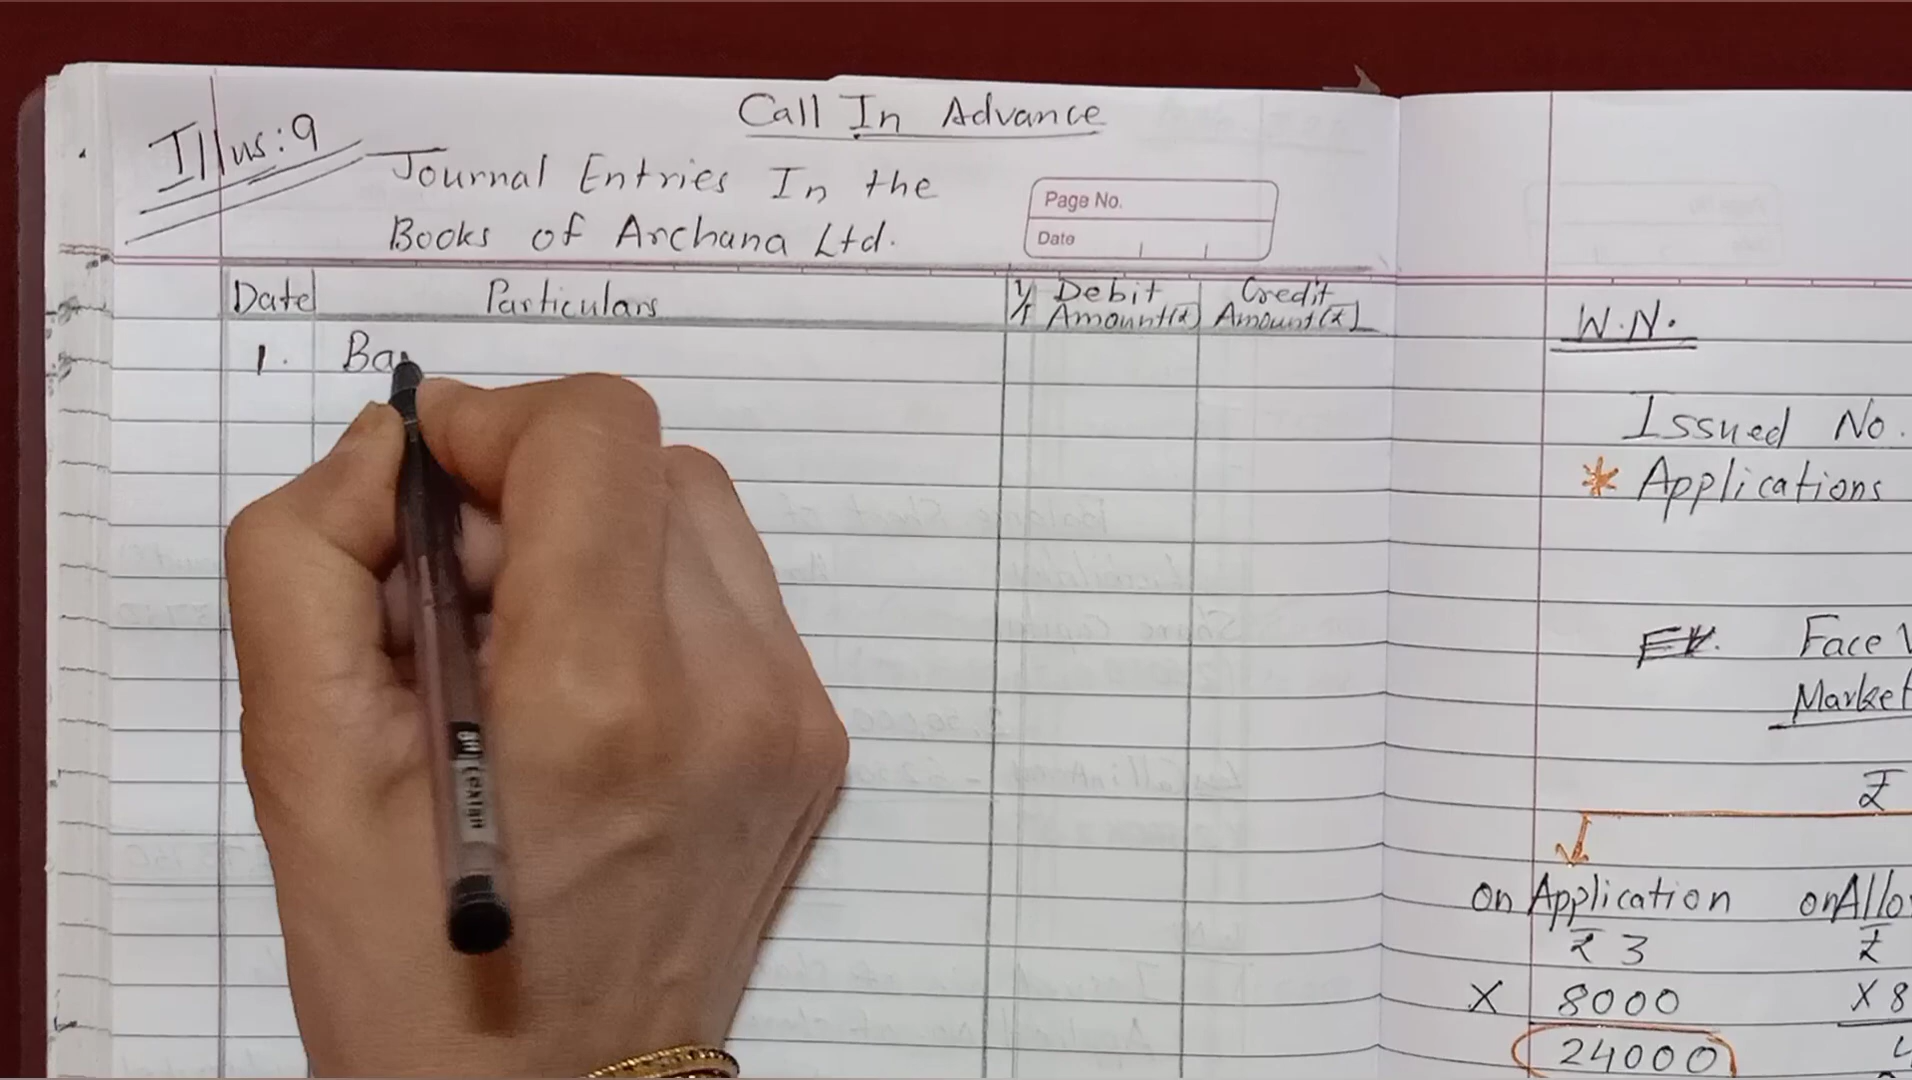 Call In Advance
Illus:9
Journal Entries In the
Books of Archana Ltd.
Page No.
Date
Date Particulars Debit Amount(₹) Credit Amount(₹)
1. Ba
W.N.
Issued No.
* Applications
Face V
Market
₹
on Application onAllo
₹ 3 ₹
X 8000 X 8
24000